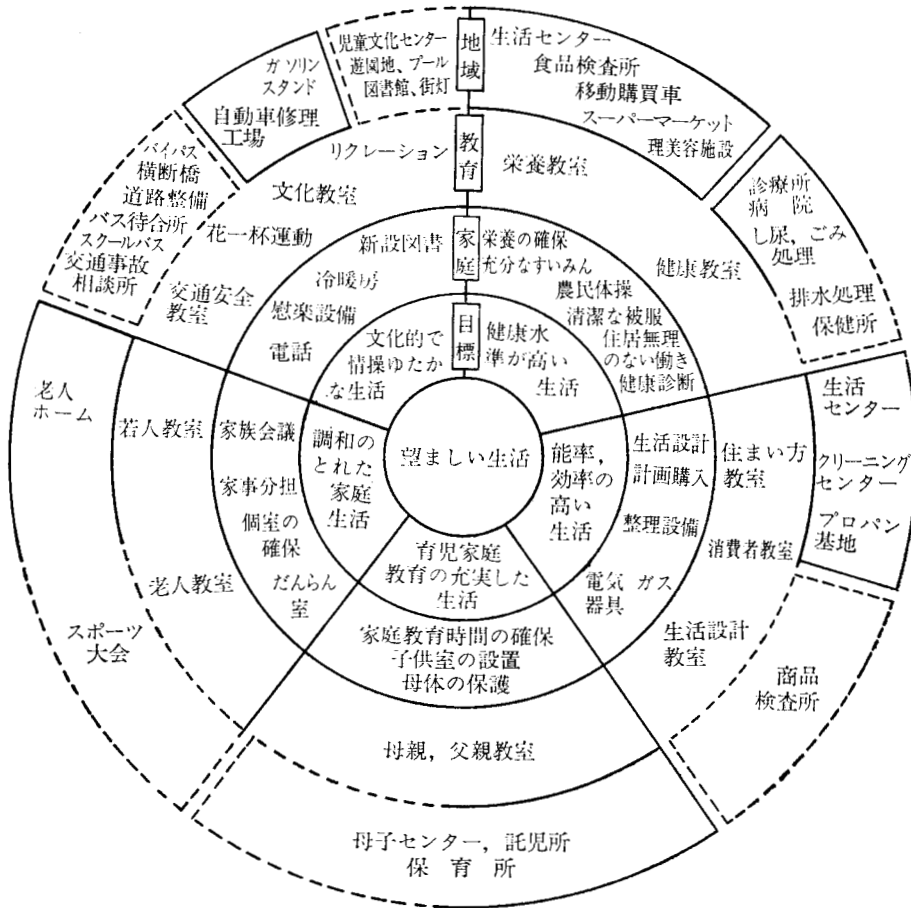 地域
教育
家庭
目標
望ましい生活
健康水
準が高い
生活
栄養の確保
充分なすいみん
農民体操
清潔な被服
住居無理
のない働き
健康診断
栄養教室
健康教室
生活センター
食品検査所
移動購買車
スーパーマーケット
理美容施設
診療所
病院
し尿,ごみ
処理
排水処理
保健所
能率,
効率の
高い
生活
生活設計
計画購入
整理設備
電気
器具
ガス
住まい方
教室
消費者教室
生活設計
教室
生活
センター
クリーニング
センター
プロパン
基地
商品
検査所
育児家庭
教育の充実した
生活
家庭教育時間の確保
子供室の設置
母体の保護
母親,父親教室
母子センター,託児所
保育所
調和の
とれた
家庭
生活
家族会議
家事分担
個室の
確保
だんらん
室
若人教室
老人教室
老人
ホーム
スポーツ
大会
文化的で
情操ゆたか
な生活
新設図書
冷暖房
慰楽設備
電話
リクレーション
文化教室
花一杯運動
交通安全
教室
児童文化センター
遊園地、プール
図書館、街灯
ガソリン
スタンド
自動車修理
工場
バイパス
横断橋
道路整備
バス待合所
スクールバス
交通事故
相談所